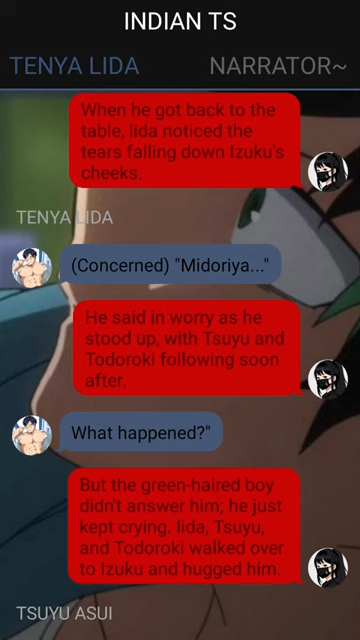 INDIAN TS
TENYA LIDA
NARRATOR~
When he got back to the
table, Iida noticed the
tears falling down Izuku's
cheeks.
TENYA LIDA
(Concerned) "Midoriya..."
He said in worry as he
stood up, with Tsuyu and
Todoroki following soon
after.
What happened?"
But the green-haired boy
didn't answer him; he just
kept crying. Iida, Tsuyu,
and Todoroki walked over
to Izuku and hugged him.
TSUYU ASUI